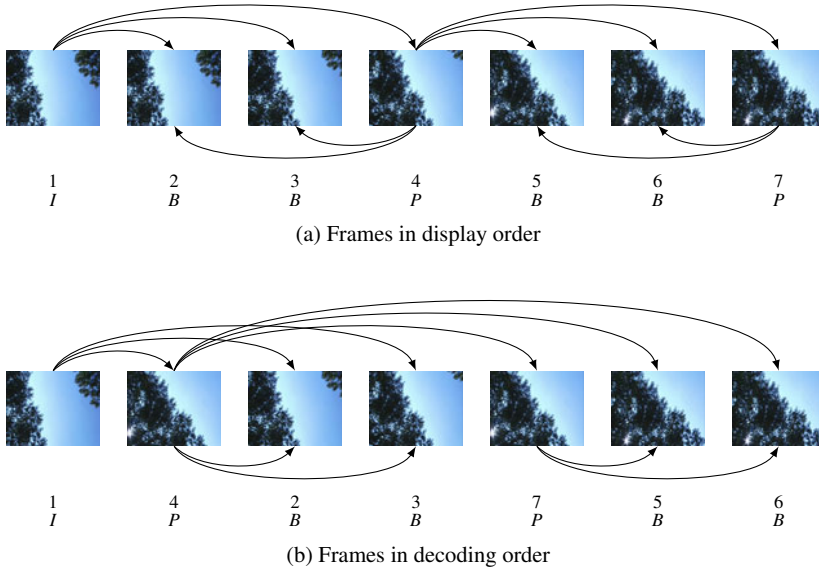 1 2 3 4 5 6 7
I B B P B B P
(a) Frames in display order
1 4 2 3 7 5 6
I P B B P B B
(b) Frames in decoding order